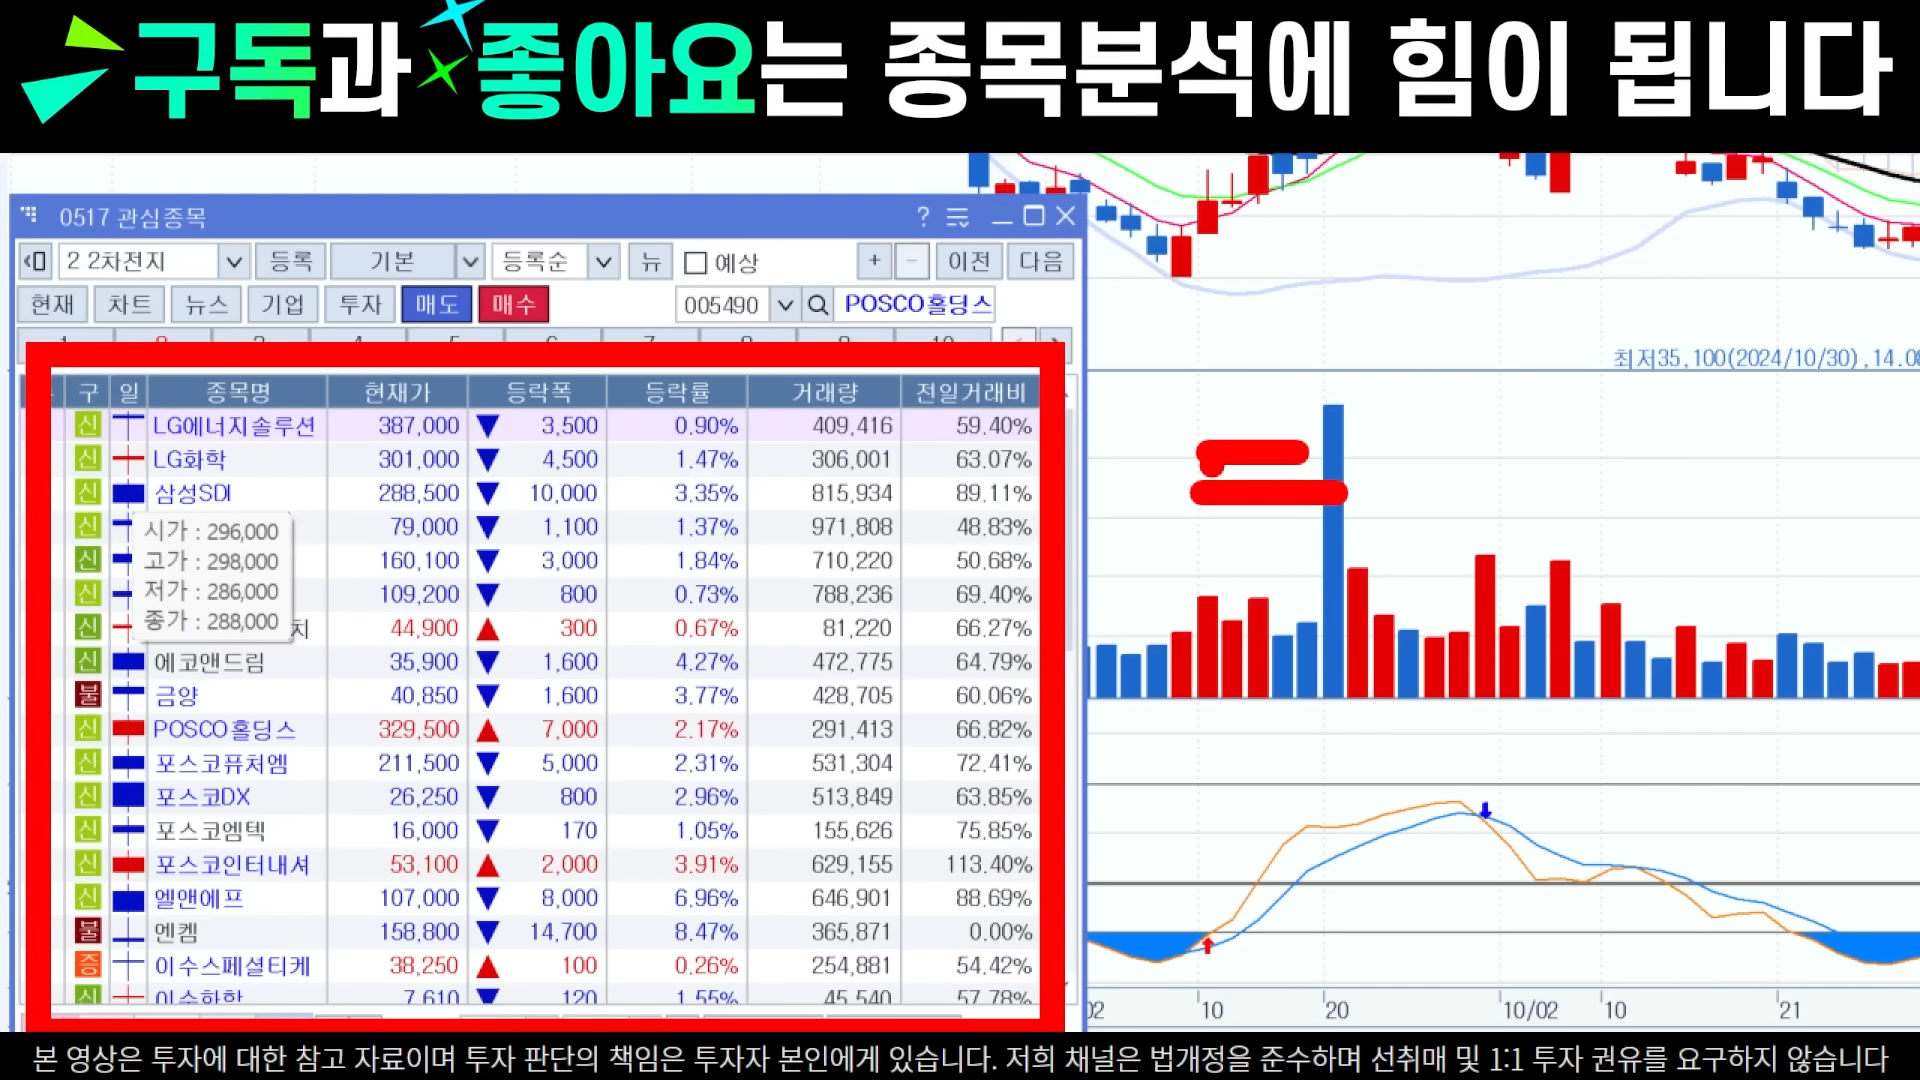 구독과 좋아요는 종목분석에 힘이 됩니다
0517 관심종목
2 2차전지 등록 기본 등록순 뉴 예상 + - 이전 다음
현재 차트 뉴스 기업 투자 매도 매수 005490 POSCO홀딩스
구 일 종목명 현재가 등락폭 등락률 거래량 전일거래비
신 LG에너지솔루션 387,000 ▼ 3,500 0.90% 409,416 59.40%
신 LG화학 301,000 ▼ 4,500 1.47% 306,001 63.07%
신 삼성SDI 288,500 ▼ 10,000 3.35% 815,934 89.11%
신 79,000 ▼ 1,100 1.37% 971,808 48.83%
신 160,100 ▼ 3,000 1.84% 710,220 50.68%
신 109,200 ▼ 800 0.73% 788,236 69.40%
신 치 44,900 ▲ 300 0.67% 81,220 66.27%
시가 : 296,000
고가 : 298,000
저가 : 286,000
종가 : 288,000
신 에코앤드림 35,900 ▼ 1,600 4.27% 472,775 64.79%
불 금양 40,850 ▼ 1,600 3.77% 428,705 60.06%
신 POSCO홀딩스 329,500 ▲ 7,000 2.17% 291,413 66.82%
신 포스코퓨처엠 211,500 ▼ 5,000 2.31% 531,304 72.41%
신 포스코DX 26,250 ▼ 800 2.96% 513,849 63.85%
신 포스코엠텍 16,000 ▼ 170 1.05% 155,626 75.85%
신 포스코인터내셔 53,100 ▲ 2,000 3.91% 629,155 113.40%
신 엘앤에프 107,000 ▼ 8,000 6.96% 646,901 88.69%
불 엔켐 158,800 ▼ 14,700 8.47% 365,871 0.00%
증 이수스페셜티케 38,250 ▲ 100 0.26% 254,881 54.42%
신 이수화학 7,610 ▼ 120 1.55% 45,540 57.78%
최저35,100(2024/10/30),14.0
02 10 20 10/02 10 21
본 영상은 투자에 대한 참고 자료이며 투자 판단의 책임은 투자자 본인에게 있습니다. 저희 채널은 법개정을 준수하며 선취매 및 1:1 투자 권유를 요구하지 않습니다